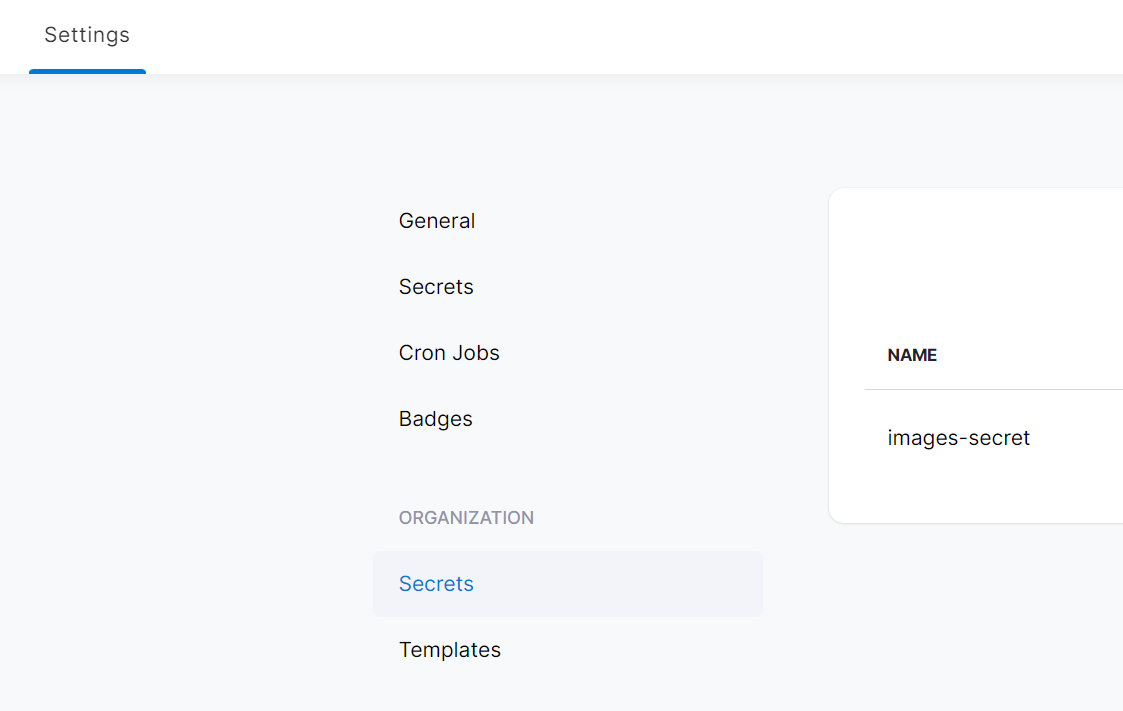 Settings
General
Secrets
Cron Jobs
Badges
ORGANIZATION
Secrets
Templates
NAME
images-secret